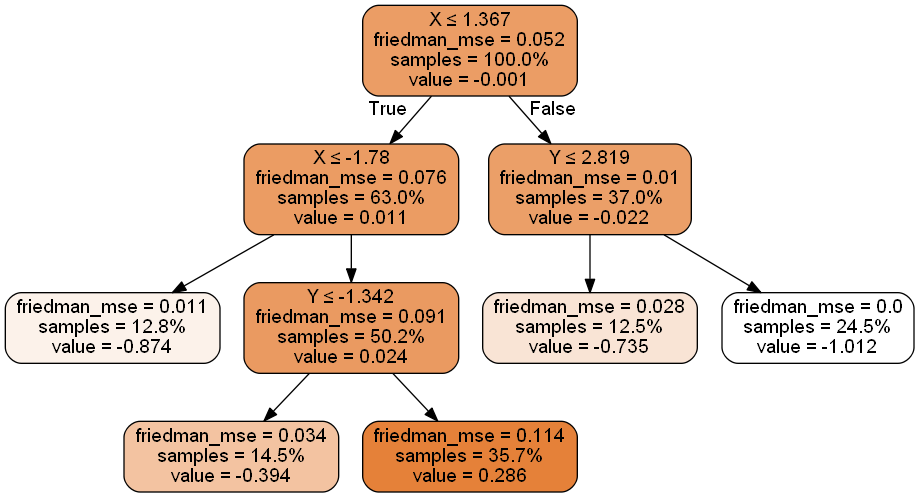 X ≤ 1.367
friedman_mse = 0.052
samples = 100.0%
value = -0.001
True
False
X ≤ -1.78
friedman_mse = 0.076
samples = 63.0%
value = 0.011
Y ≤ 2.819
friedman_mse = 0.01
samples = 37.0%
value = -0.022
friedman_mse = 0.011
samples = 12.8%
value = -0.874
Y ≤ -1.342
friedman_mse = 0.091
samples = 50.2%
value = 0.024
friedman_mse = 0.028
samples = 12.5%
value = -0.735
friedman_mse = 0.0
samples = 24.5%
value = -1.012
friedman_mse = 0.034
samples = 14.5%
value = -0.394
friedman_mse = 0.114
samples = 35.7%
value = 0.286